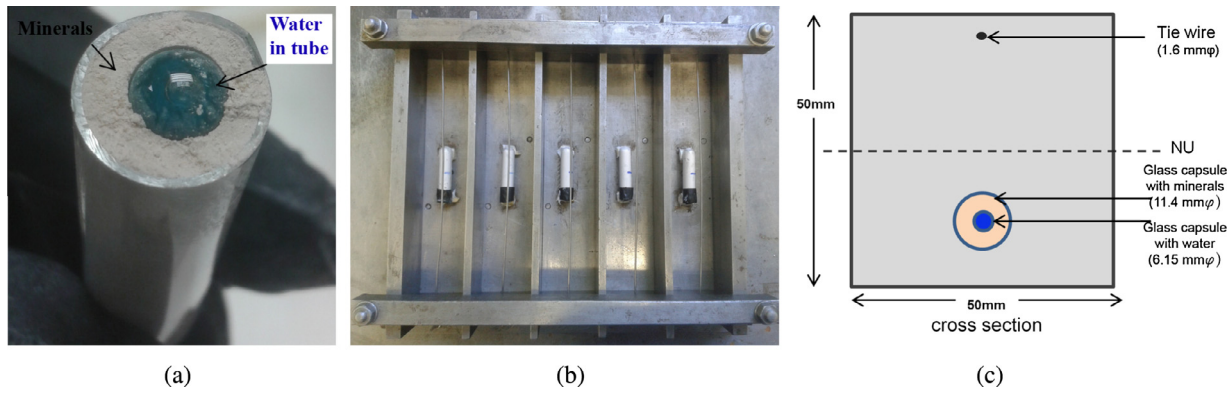 Minerals
Water
in tube
(a)
(b)
50mm
Tie wire
(1.6 mmφ)
NU
Glass capsule
with minerals
(11.4 mmφ)
Glass capsule
with water
(6.15 mmφ)
50mm
cross section
(c)